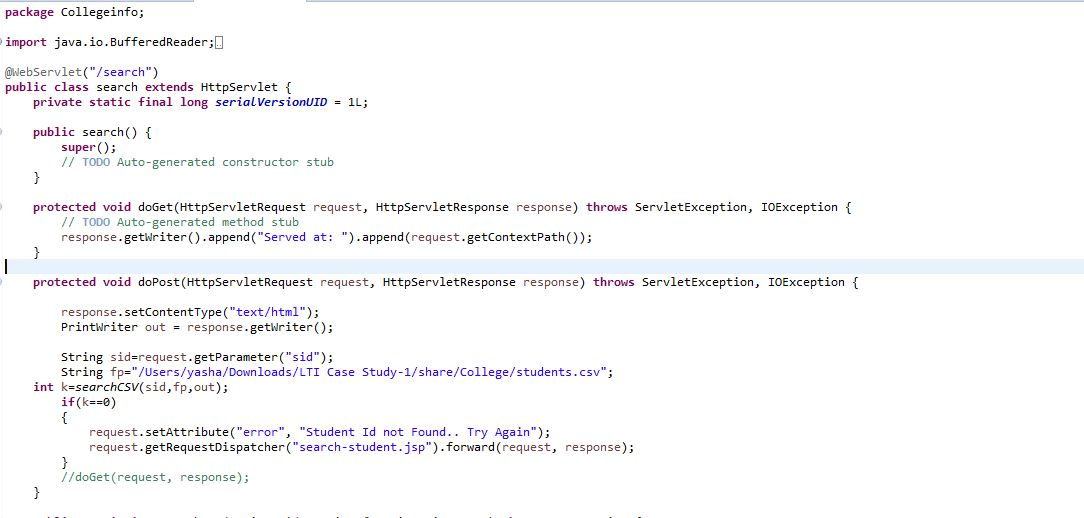 package Collegeinfo;
import java.io.BufferedReader;
@WebServlet("/search")
public class search extends HttpServlet {
private static final long serialVersionUID = 1L;
public search() {
super();
// TODO Auto-generated constructor stub
}
protected void doGet(HttpServletRequest request, HttpServletResponse response) throws ServletException, IOException {
// TODO Auto-generated method stub
response.getWriter().append("Served at: ").append(request.getContextPath());
}
protected void doPost(HttpServletRequest request, HttpServletResponse response) throws ServletException, IOException {
response.setContentType("text/html");
PrintWriter out = response.getWriter();
String sid=request.getParameter("sid");
String fp="/Users/yasha/Downloads/LTI Case Study-1/share/College/students.csv";
int k=searchCSV(sid,fp,out);
if(k==0)
{
request.setAttribute("error", "Student Id not Found.. Try Again");
request.getRequestDispatcher("search-student.jsp").forward(request, response);
}
//doGet(request, response);
}